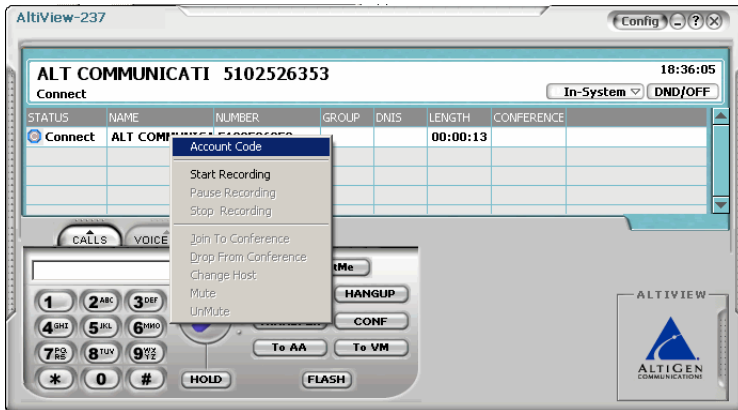 AltiView-237
Config
ALT COMMUNICATI 5102526353
18:36:05
Connect
In-System
DND/OFF
STATUS NAME NUMBER GROUP DNIS LENGTH CONFERENCE
Connect ALT 00:00:13
Account Code
Start Recording
Pause Recording
Stop Recording
Join To Conference
Drop From Conference
Change Host
Mute
UnMute
CALLS VOICE
tMe
1 2 ABC 3 DEF
HANGUP
4 GHI 5 JKL 6 MNO
CONF
7 8 TUV 9
To AA To VM
* 0 #
HOLD FLASH
ALTIVIEW
ALTIGEN
COMMUNICATIONS